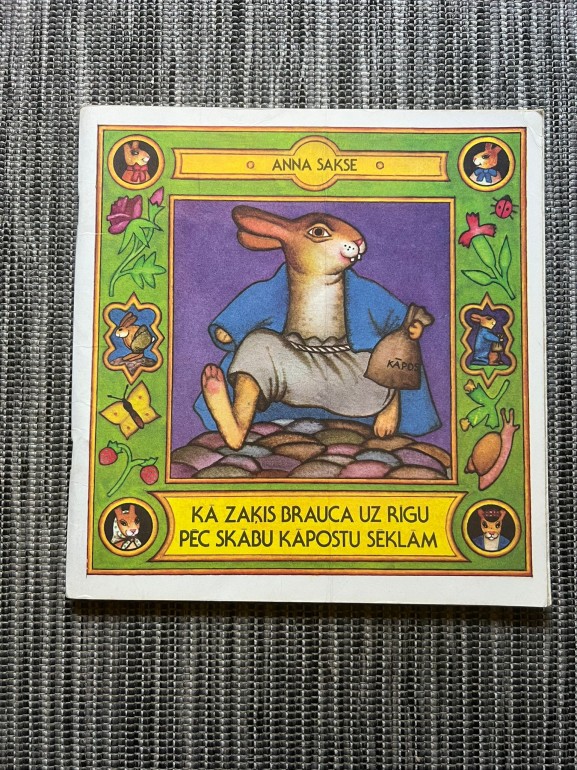 ANNA SAKSE
KĀPOS
KĀ ZAĶIS BRAUCA UZ RĪGU
PĒC SKĀBU KĀPOSTU SĒKLĀM